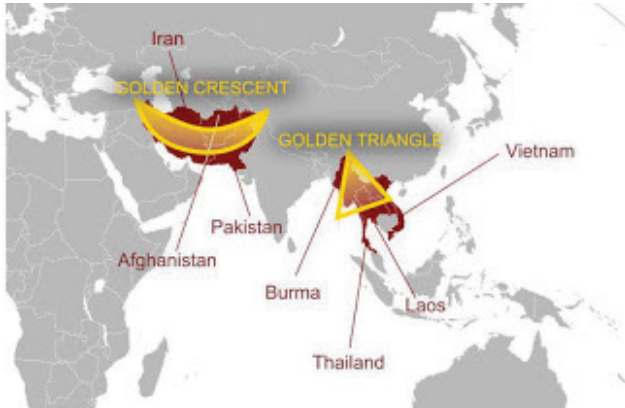 Iran
GOLDEN CRESCENT
GOLDEN TRIANGLE
Vietnam
Pakistan
Afghanistan
Burma
Laos
Thailand